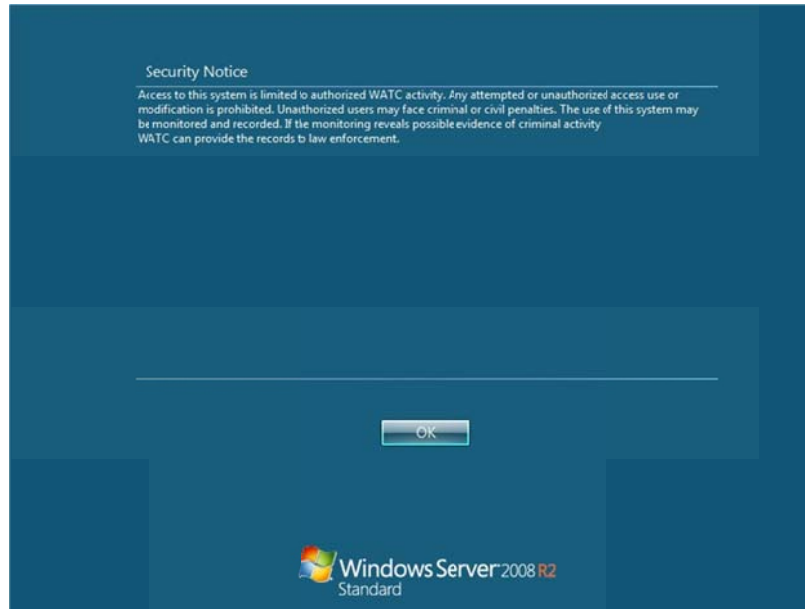 Security Notice
Access to this system is limited to authorized WATC activity. Any attempted or unauthorized access use or
modification is prohibited. Unauthorized users may face criminal or civil penalties. The use of this system may
be monitored and recorded. If the monitoring reveals possible evidence of criminal activity
WATC can provide the records to law enforcement.
OK
Windows Server 2008 R2
Standard